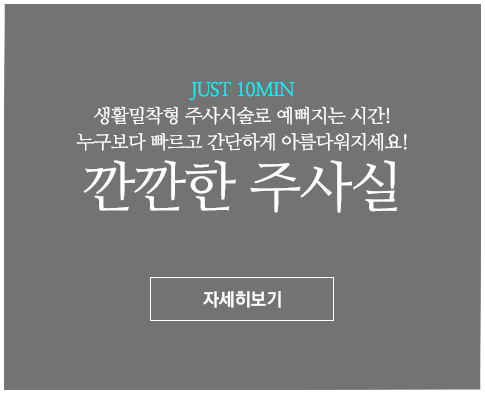 JUST 10MIN
생활밀착형 주사시술로 예뻐지는 시간!
누구보다 빠르고 간단하게 아름다워지세요!
깐깐한 주사실
자세히보기